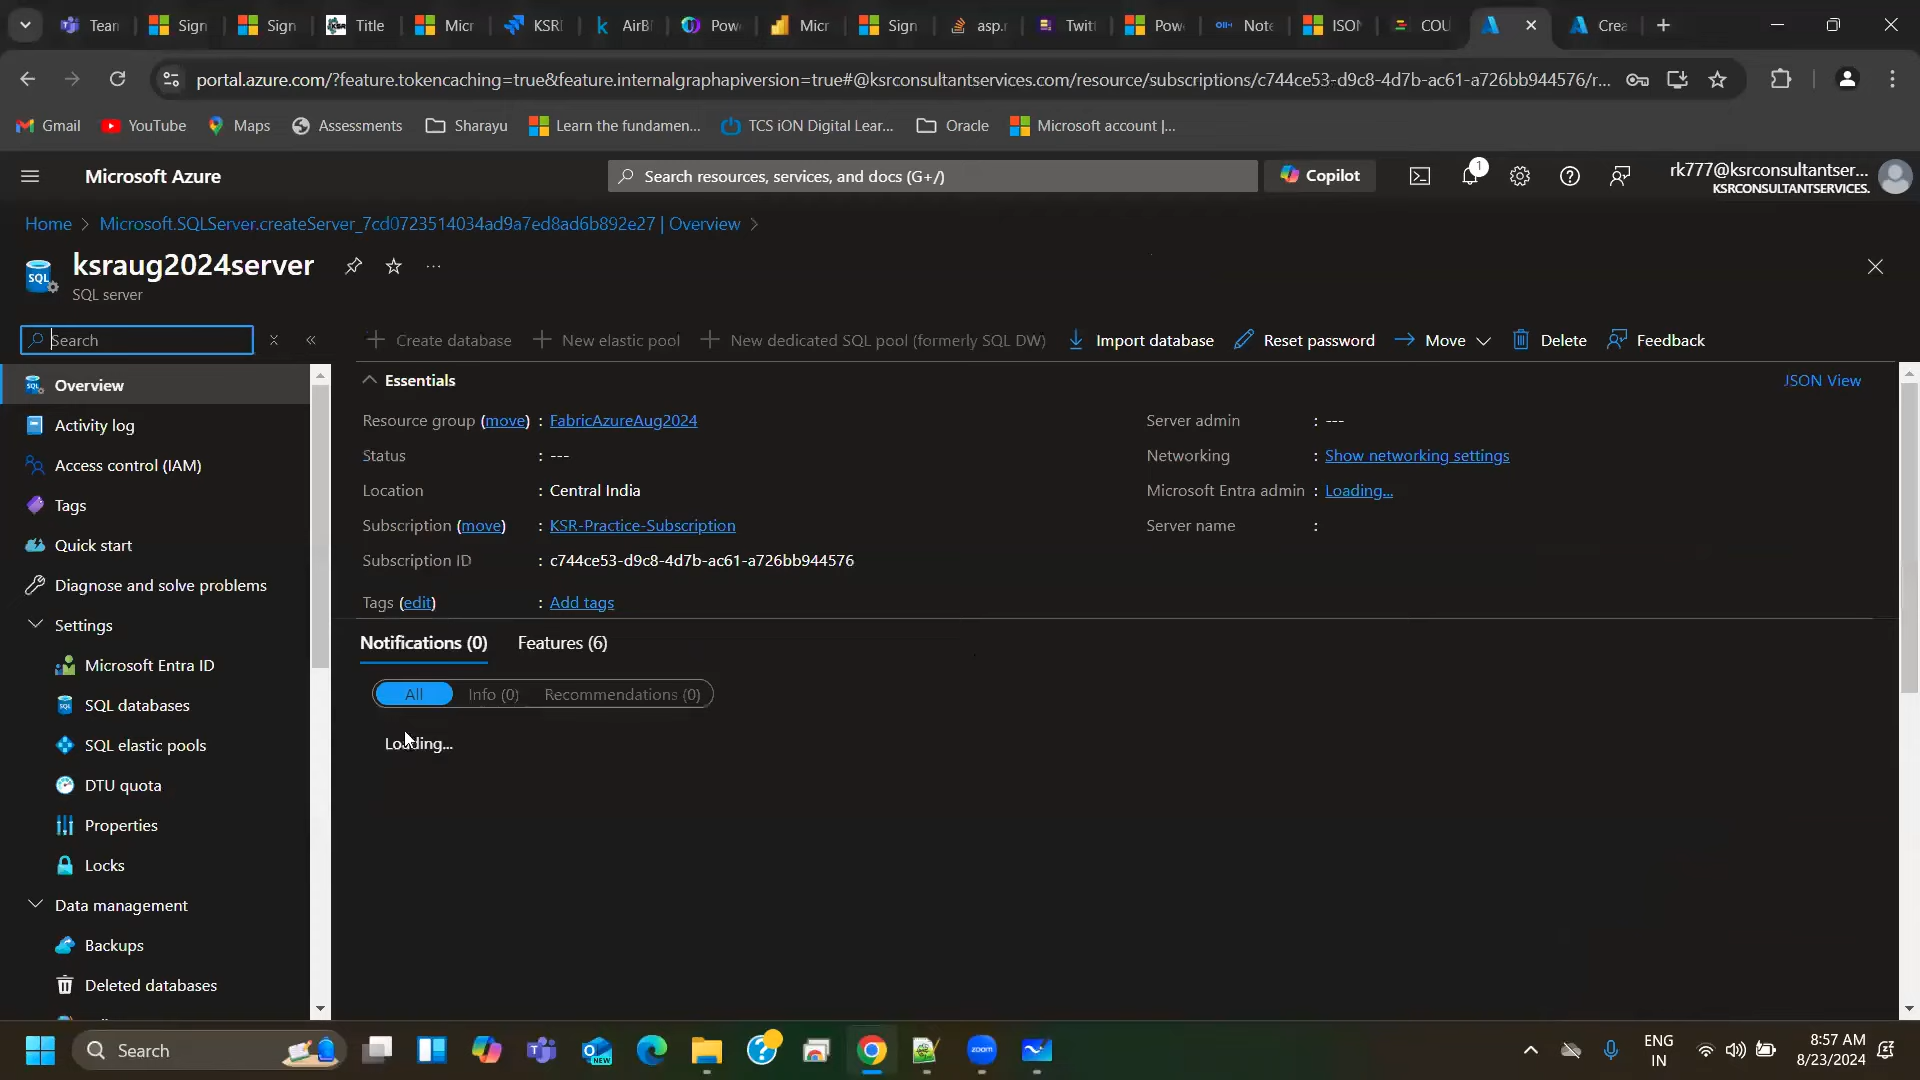 Team
Sign
Sign
Title
Micr
KSRI
AirBI
Pow
Micr
Sign
asp.n
Twitt
Pow
Note
ISON
COU
Crea
portal.azure.com/?feature.tokencaching=true&feature.internalgraphapiversion=true#@ksrconsultantservices.com/resource/subscriptions/c744ce53-d9c8-4d7b-ac61-a726bb944576/r...
Gmail
YouTube
Maps
Assessments
Sharayu
Learn the fundamen...
TCS iON Digital Lear...
Oracle
Microsoft account |...
Microsoft Azure
Search resources, services, and docs (G+/)
Copilot
1
rk777@ksrconsultantser...
KSRCONSULTANTSERVICES.
Home > Microsoft.SQLServer.createServer_7cd0723514034ad9a7ed8ad6b892e27 | Overview >
SQL
ksraug2024server
...
SQL server
Search
Create database
New elastic pool
New dedicated SQL pool (formerly SQL DW)
Import database
Reset password
Move
Delete
Feedback
Overview
Activity log
Access control (IAM)
Tags
Quick start
Diagnose and solve problems
Settings
Microsoft Entra ID
SQL databases
SQL elastic pools
DTU quota
Properties
Locks
Data management
Backups
Deleted databases
Essentials
JSON View
Resource group (move) : FabricAzureAug2024
Status : ---
Location : Central India
Subscription (move) : KSR-Practice-Subscription
Subscription ID : c744ce53-d9c8-4d7b-ac61-a726bb944576
Tags (edit) : Add tags
Server admin : ---
Networking : Show networking settings
Microsoft Entra admin : Loading...
Server name :
Notifications (0)
Features (6)
All
Info (0)
Recommendations (0)
Loading...
Search
NEW
zoom
ENG
IN
8:57 AM
8/23/2024